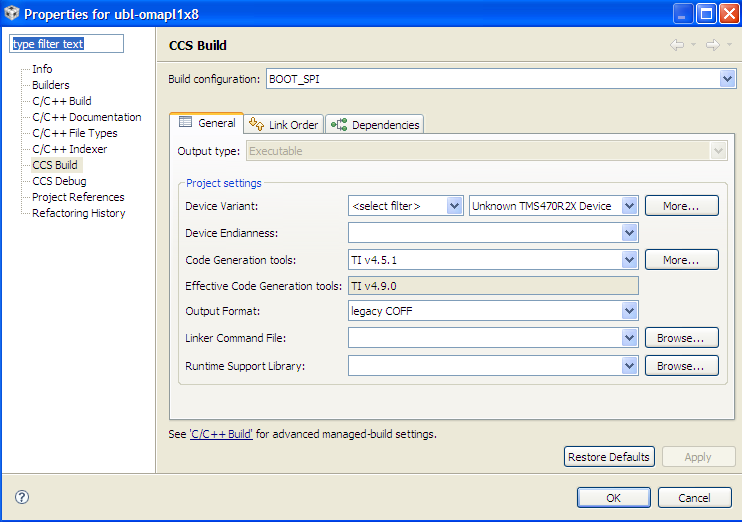 Properties for ubl-omapl1x8
type filter text
Info
Builders
C/C++ Build
C/C++ Documentation
C/C++ File Types
C/C++ Indexer
CCS Build
CCS Debug
Project References
Refactoring History
CCS Build
Build configuration: BOOT_SPI
General Link Order Dependencies
Output type: Executable
Project settings
Device Variant: <select filter> Unknown TMS470R2X Device More...
Device Endianness:
Code Generation tools: TI v4.5.1 More...
Effective Code Generation tools: TI v4.9.0
Output Format: legacy COFF
Linker Command File: Browse...
Runtime Support Library: Browse...
See 'C/C++ Build' for advanced managed-build settings.
Restore Defaults Apply
? OK Cancel